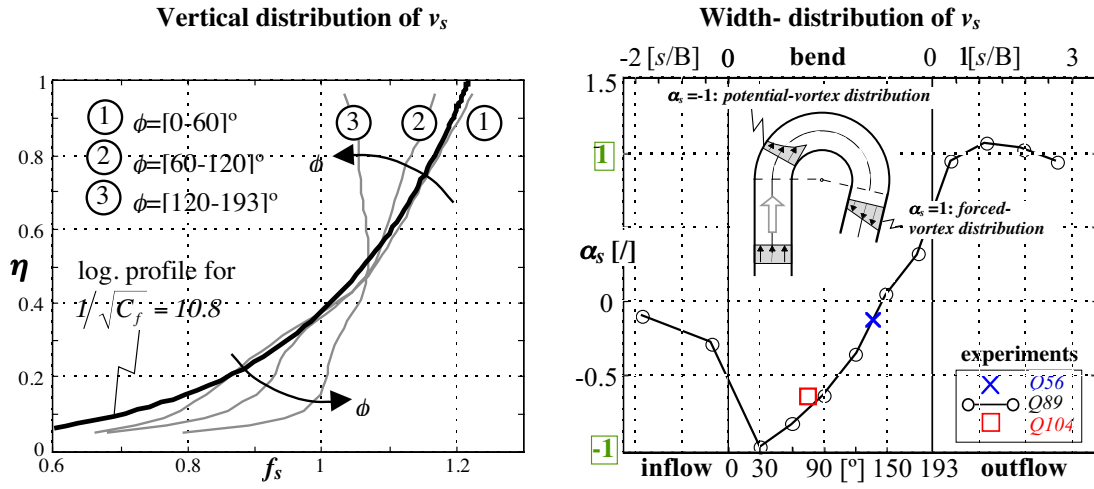 Vertical distribution of vₛ
1
① ϕ=[0-60]º
② ϕ=[60-120]º
③ ϕ=[120-193]º
3
2
1
ϕ
0.8
0.6
η
log. profile for
1/√C_f = 10.8
0.4
0.2
ϕ
0
0.6
0.8
fₛ
1
1.2
Width- distribution of vₛ
-2 [s/B]
0
bend
0
1[s/B]
3
1.5
αₛ=-1: potential-vortex distribution
1
αₛ=1: forced-
vortex distribution
αₛ [/]
0
-0.5
experiments
Q56
Q89
Q104
-1
inflow
0
30
90
[º]
150
193
outflow